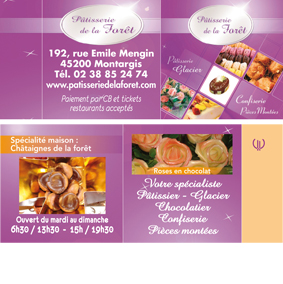 Pâtisserie
de la Forêt
192, rue Emile Mengin
45200 Montargis
Tél. 02 38 85 24 74
www.patisseriedelaforet.com
Paiement par CB et tickets
restaurants acceptés
Pâtisserie
de la Forêt
Pâtisserie
Glacier
Confiserie
Pièces Montées
Spécialité maison :
Châtaignes de la forêt
Ouvert du mardi au dimanche
6h30 / 13h30 - 15h / 19h30
Roses en chocolat
Votre spécialiste
Pâtissier - Glacier
Chocolatier
Confiserie
Pièces montées